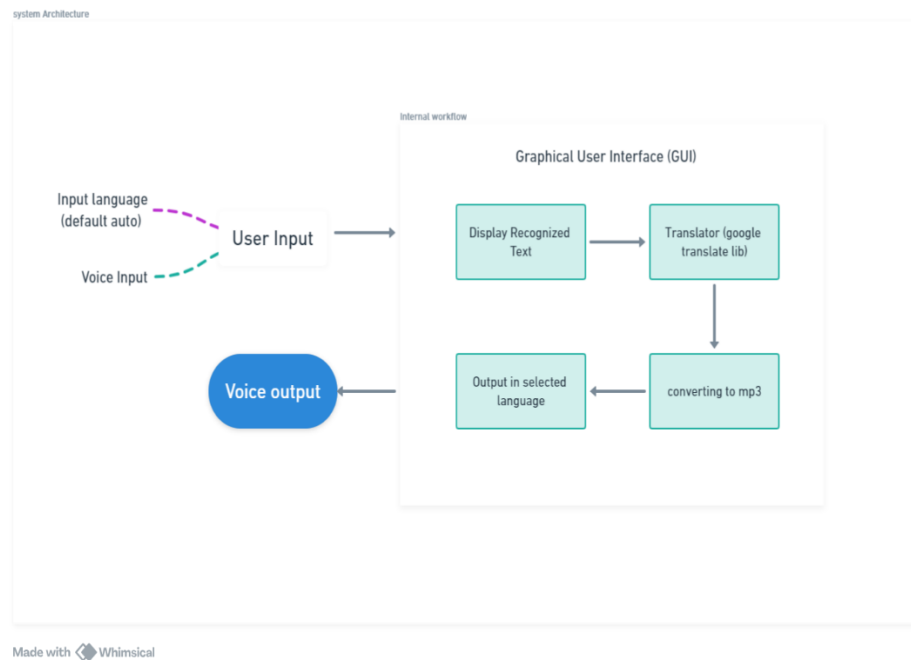 system Architecture
Internal workflow
Graphical User Interface (GUI)
Input language
(default auto)
Voice Input
User Input
Display Recognized
Text
Translator (google
translate lib)
Voice output
Output in selected
language
converting to mp3
Made with Whimsical